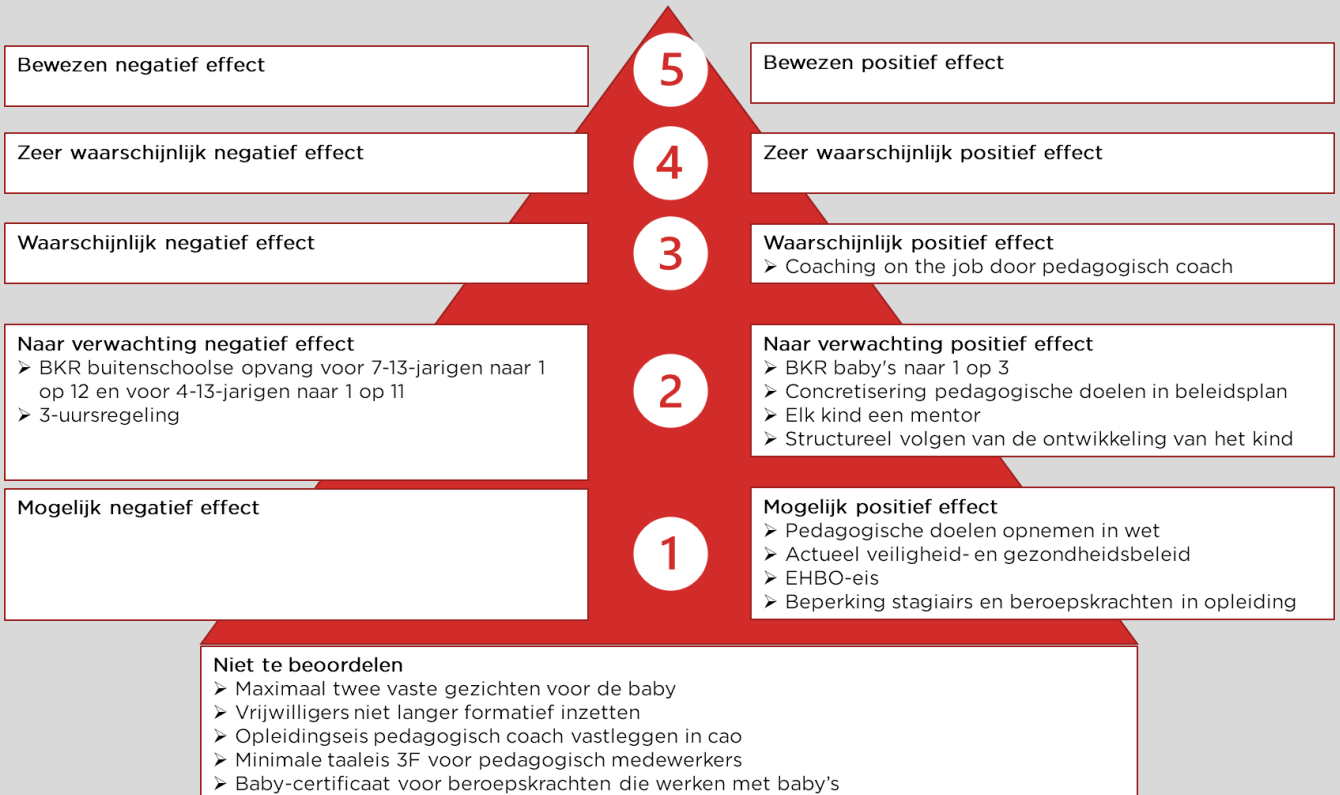 Bewezen negatief effect
5
Bewezen positief effect
Zeer waarschijnlijk negatief effect
4
Zeer waarschijnlijk positief effect
Waarschijnlijk negatief effect
3
Waarschijnlijk positief effect
➢ Coaching on the job door pedagogisch coach
Naar verwachting negatief effect
➢ BKR buitenschoolse opvang voor 7-13-jarigen naar 1
op 12 en voor 4-13-jarigen naar 1 op 11
➢ 3-uursregeling
2
Naar verwachting positief effect
➢ BKR baby's naar 1 op 3
➢ Concretisering pedagogische doelen in beleidsplan
➢ Elk kind een mentor
➢ Structureel volgen van de ontwikkeling van het kind
Mogelijk negatief effect
1
Mogelijk positief effect
➢ Pedagogische doelen opnemen in wet
➢ Actueel veiligheid- en gezondheidsbeleid
➢ EHBO-eis
➢ Beperking stagiairs en beroepskrachten in opleiding
Niet te beoordelen
➢ Maximaal twee vaste gezichten voor de baby
➢ Vrijwilligers niet langer formatief inzetten
➢ Opleidingseis pedagogisch coach vastleggen in cao
➢ Minimale taaleis 3F voor pedagogisch medewerkers
➢ Baby-certificaat voor beroepskrachten die werken met baby’s